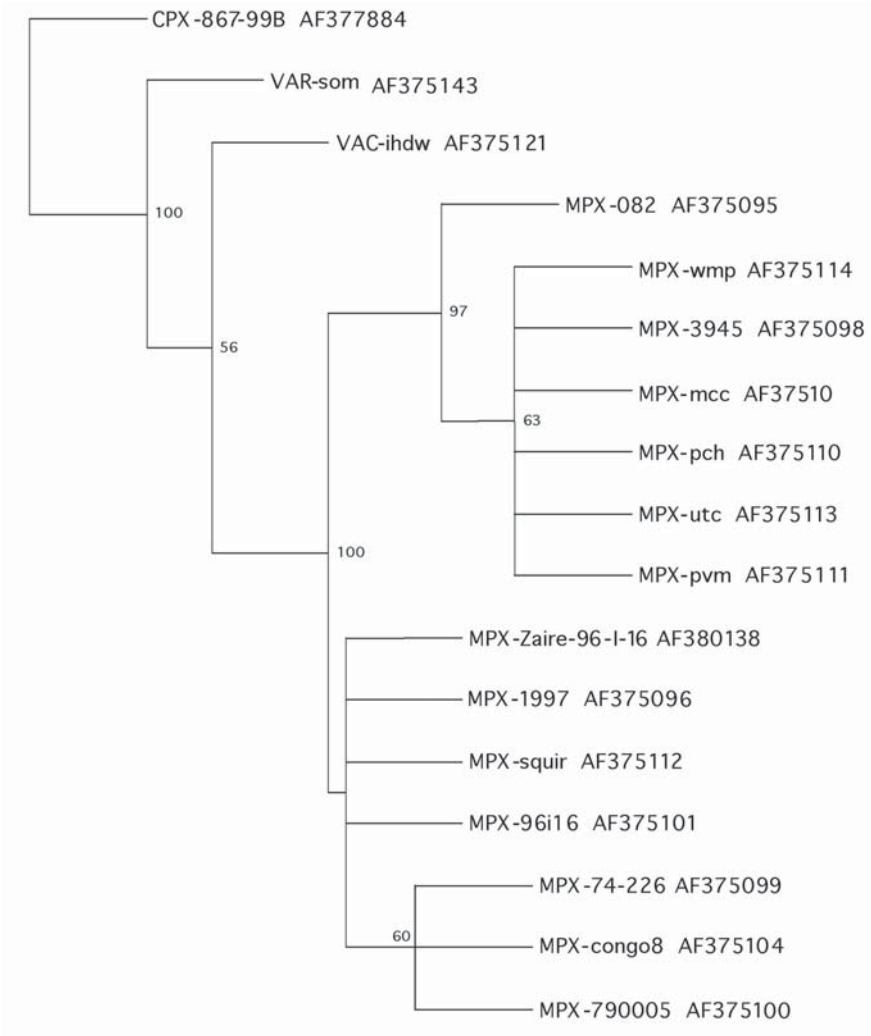 CPX-867-99B AF377884
VAR-som AF375143
VAC-ihdw AF375121
MPX-082 AF375095
100
MPX-wmp AF375114
97
MPX-3945 AF375098
56
MPX-mcc AF37510
63
MPX-pch AF375110
MPX-utc AF375113
100
MPX-pvm AF375111
MPX-Zaire-96-I-16 AF380138
MPX-1997 AF375096
MPX-squir AF375112
MPX-96i16 AF375101
MPX-74-226 AF375099
60
MPX-congo8 AF375104
MPX-790005 AF375100